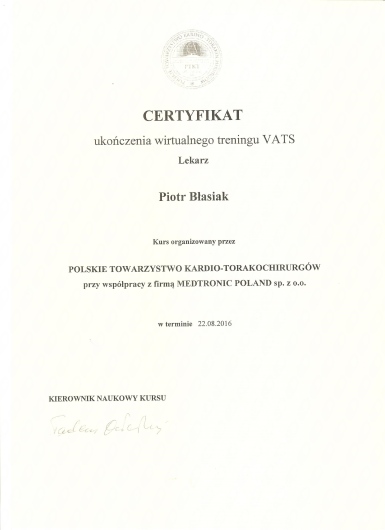 CERTYFIKAT
ukończenia wirtualnego treningu VATS
Lekarz
Piotr Błasiak
Kurs organizowany przez
POLSKIE TOWARZYSTWO KARDIO-TORAKOCHIRURGÓW
przy współpracy z firmą MEDTRONIC POLAND sp. z o.o.
w terminie 22.08.2016
KIEROWNIK NAUKOWY KURSU